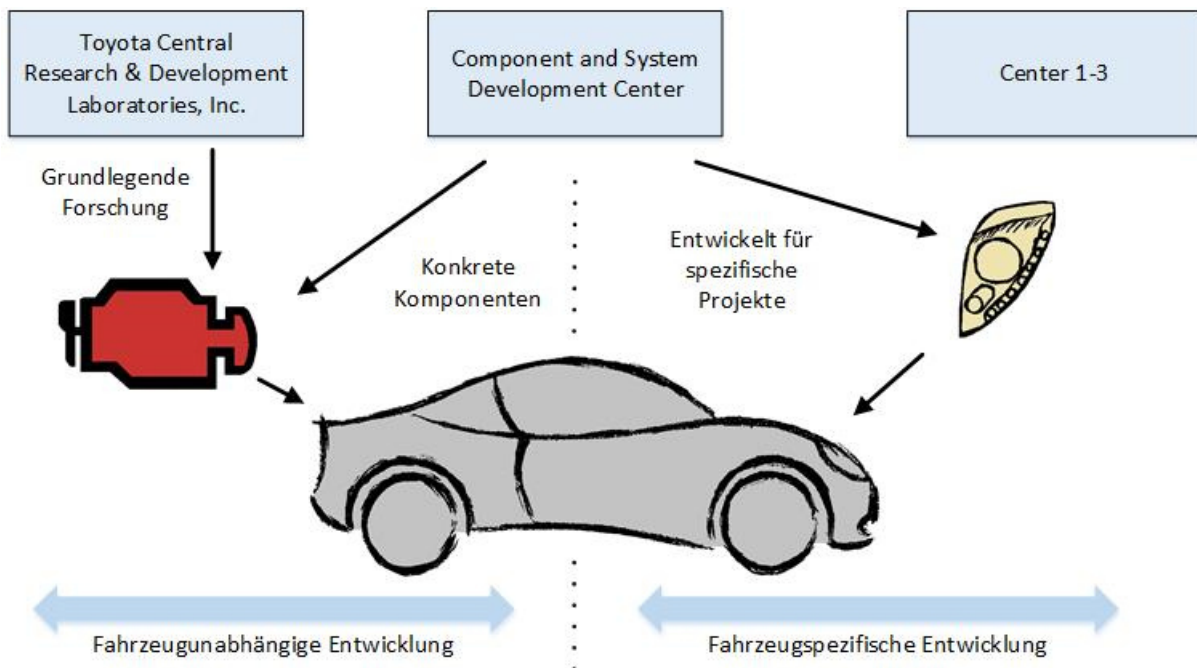 Toyota Central
Research & Development
Laboratories, Inc.
Component and System
Development Center
Center 1-3
Grundlegende
Forschung
Konkrete
Komponenten
Entwickelt für
spezifische
Projekte
Fahrzeugunabhängige Entwicklung
Fahrzeugspezifische Entwicklung